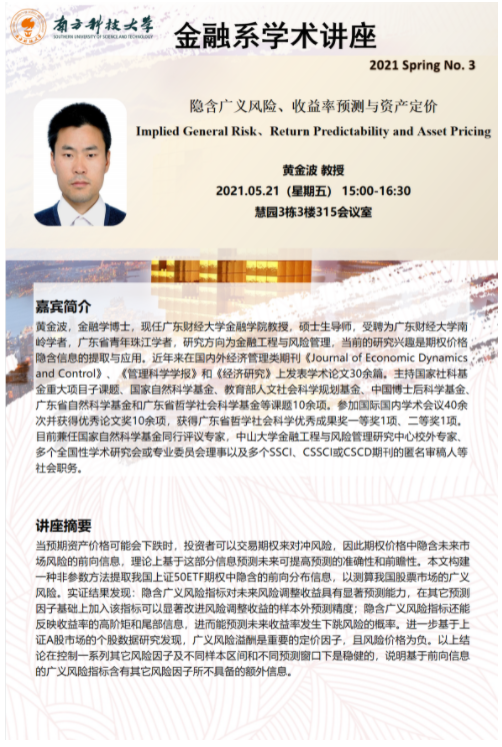 南方科技大学
SOUTHERN UNIVERSITY OF SCIENCE AND TECHNOLOGY
金融系学术讲座
2021 Spring No. 3
隐含广义风险、收益率预测与资产定价
Implied General Risk、Return Predictability and Asset Pricing
黄金波 教授
2021.05.21（星期五） 15:00-16:30
慧园3栋3楼315会议室
嘉宾简介
黄金波，金融学博士，现任广东财经大学金融学院教授，硕士生导师，受聘为广东财经大学南
岭学者，广东省青年珠江学者，研究方向为金融工程与风险管理，当前的研究兴趣是期权价格
隐含信息的提取与应用。近年来在国内外经济管理类期刊《Journal of Economic Dynamics
and Control》、《管理科学学报》和《经济研究》上发表学术论文30余篇。主持国家社科基
金重大项目子课题、国家自然科学基金、教育部人文社会科学规划基金、中国博士后科学基金、
广东省自然科学基金和广东省哲学社会科学基金等课题10余项。参加国际国内学术会议40余
次并获得优秀论文奖10余项，获得广东省哲学社会科学优秀成果奖一等奖1项、二等奖1项。
目前兼任国家自然科学基金同行评议专家，中山大学金融工程与风险管理研究中心校外专家、
多个全国性学术研究会或专业委员会理事以及多个SSCI、CSSCI或CSCD期刊的匿名审稿人等
社会职务。
讲座摘要
当预期资产价格可能会下跌时，投资者可以交易期权来对冲风险，因此期权价格中隐含未来市
场风险的前向信息，理论上基于这部分信息预测未来可提高预测的准确性和前瞻性。本文构建
一种非参数方法提取我国上证50ETF期权中隐含的前向分布信息，以测算我国股票市场的广义
风险。实证结果发现：隐含广义风险指标对未来风险调整收益具有显著预测能力，在其它预测
因子基础上加入该指标可以显著改进风险调整收益的样本外预测精度；隐含广义风险指标还能
反映收益率的高阶矩和尾部信息，进而能预测未来收益率发生下跳风险的概率。进一步基于上
证A股市场的个股数据研究发现，广义风险溢酬是重要的定价因子，且风险价格为负。以上结
论在控制一系列其它风险因子及不同样本区间和不同预测窗口下是稳健的，说明基于前向信息
的广义风险指标含有其它风险因子所不具备的额外信息。